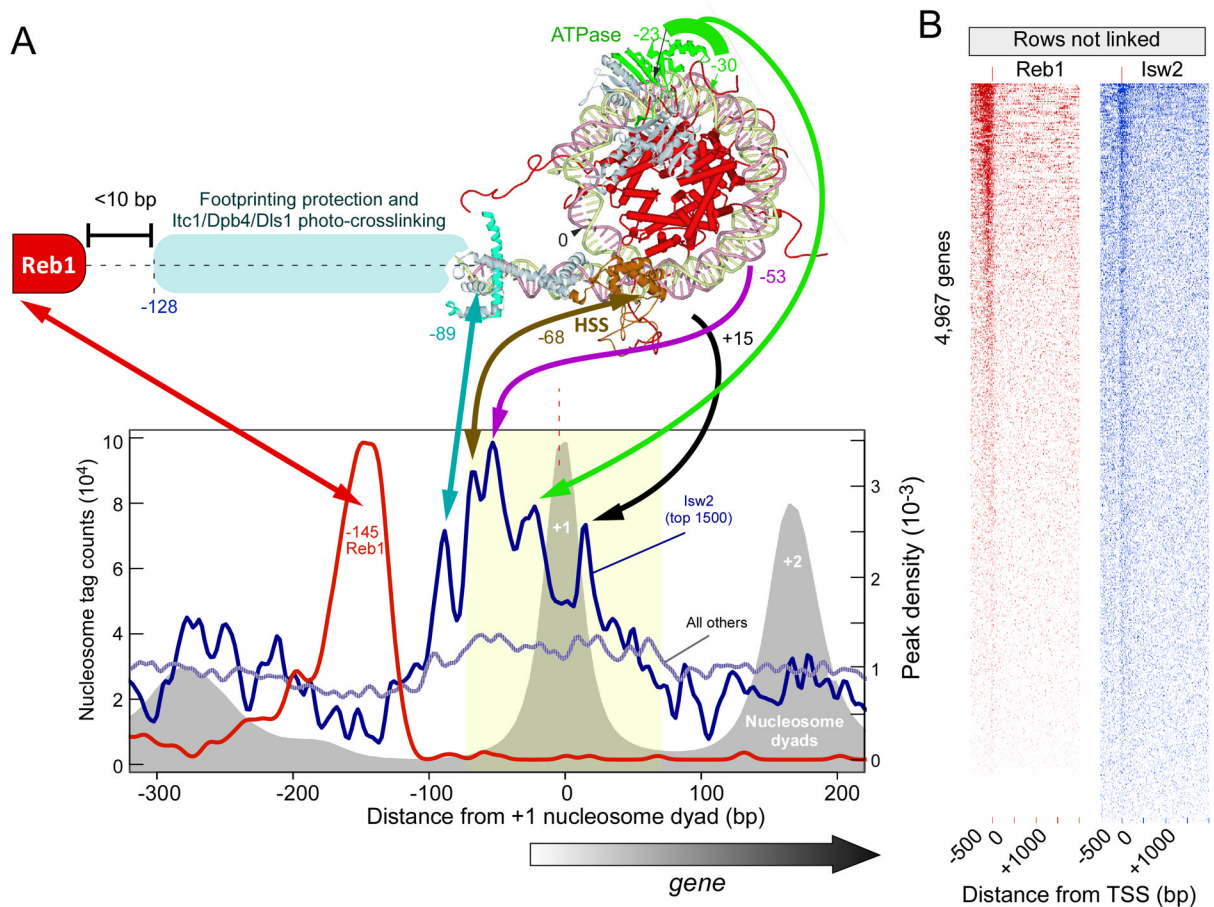 A
ATPase
-23
-30
<10 bp
Footprinting protection and
Itc1/Dpb4/Dls1 photo-crosslinking
Reb1
-128
0
-53
-89
-68
HSS
+15
Nucleosome tag counts (10⁴)
10
8
6
4
2
0
-145
Reb1
+1
Isw2
(top 1500)
+2
All others
Nucleosome
dyads
3
2
1
0
Peak density (10⁻³)
-300
-200
-100
0
100
200
Distance from +1 nucleosome dyad (bp)
gene
B
Rows not linked
Reb1
Isw2
4,967 genes
-500
0
+1000
-500
0
+1000
Distance from TSS (bp)